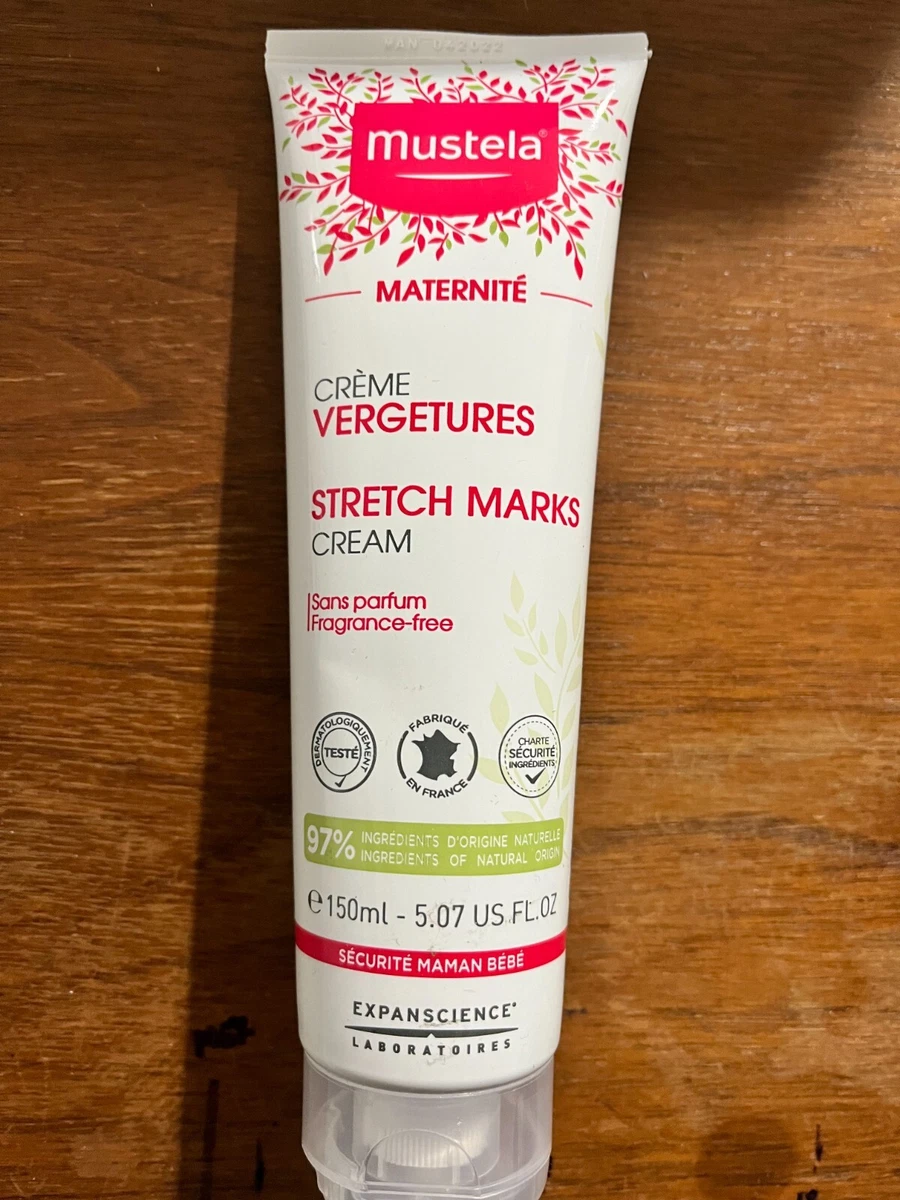 MAN 042022
mustela®
MATERNITÉ
CRÈME
VERGETURES
STRETCH MARKS
CREAM
Sans parfum
Fragrance-free
DERMATOLOGIQUEMENT
TESTÉ
FABRIQUÉ
EN FRANCE
CHARTE
SÉCURITÉ
INGRÉDIENTS
97% INGRÉDIENTS D'ORIGINE NATURELLE
INGREDIENTS OF NATURAL ORIGIN
℮150ml - 5.07 US FL.OZ
SÉCURITÉ MAMAN BÉBÉ
EXPANSCIENCE®
LABORATOIRES